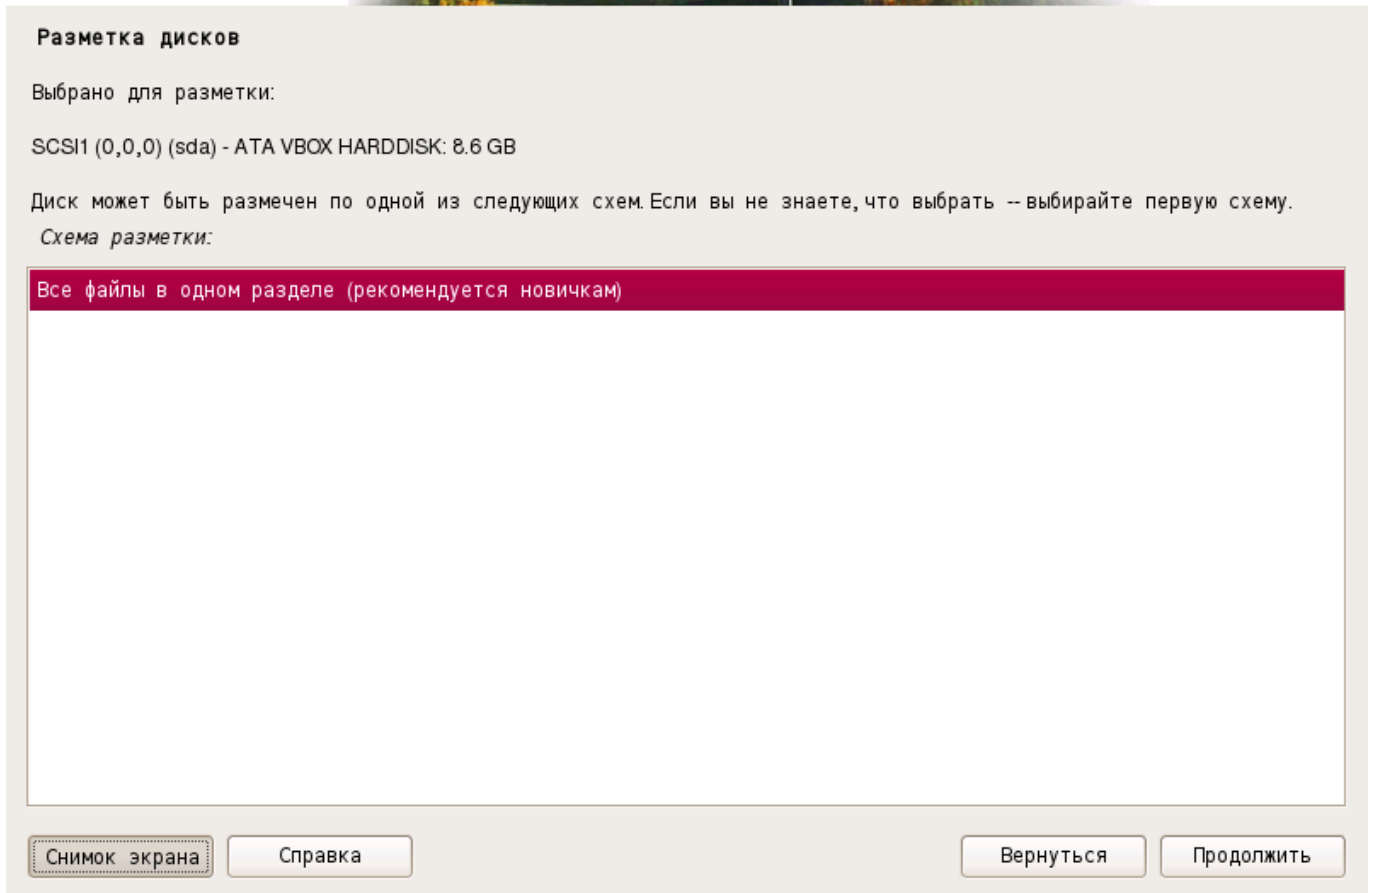 Разметка дисков
Выбрано для разметки:
SCSI1 (0,0,0) (sda) - ATA VBOX HARDDISK: 8.6 GB
Диск может быть размечен по одной из следующих схем. Если вы не знаете, что выбрать -- выбирайте первую схему.
Схема разметки:
Все файлы в одном разделе (рекомендуется новичкам)
Снимок экрана
Справка
Вернуться
Продолжить